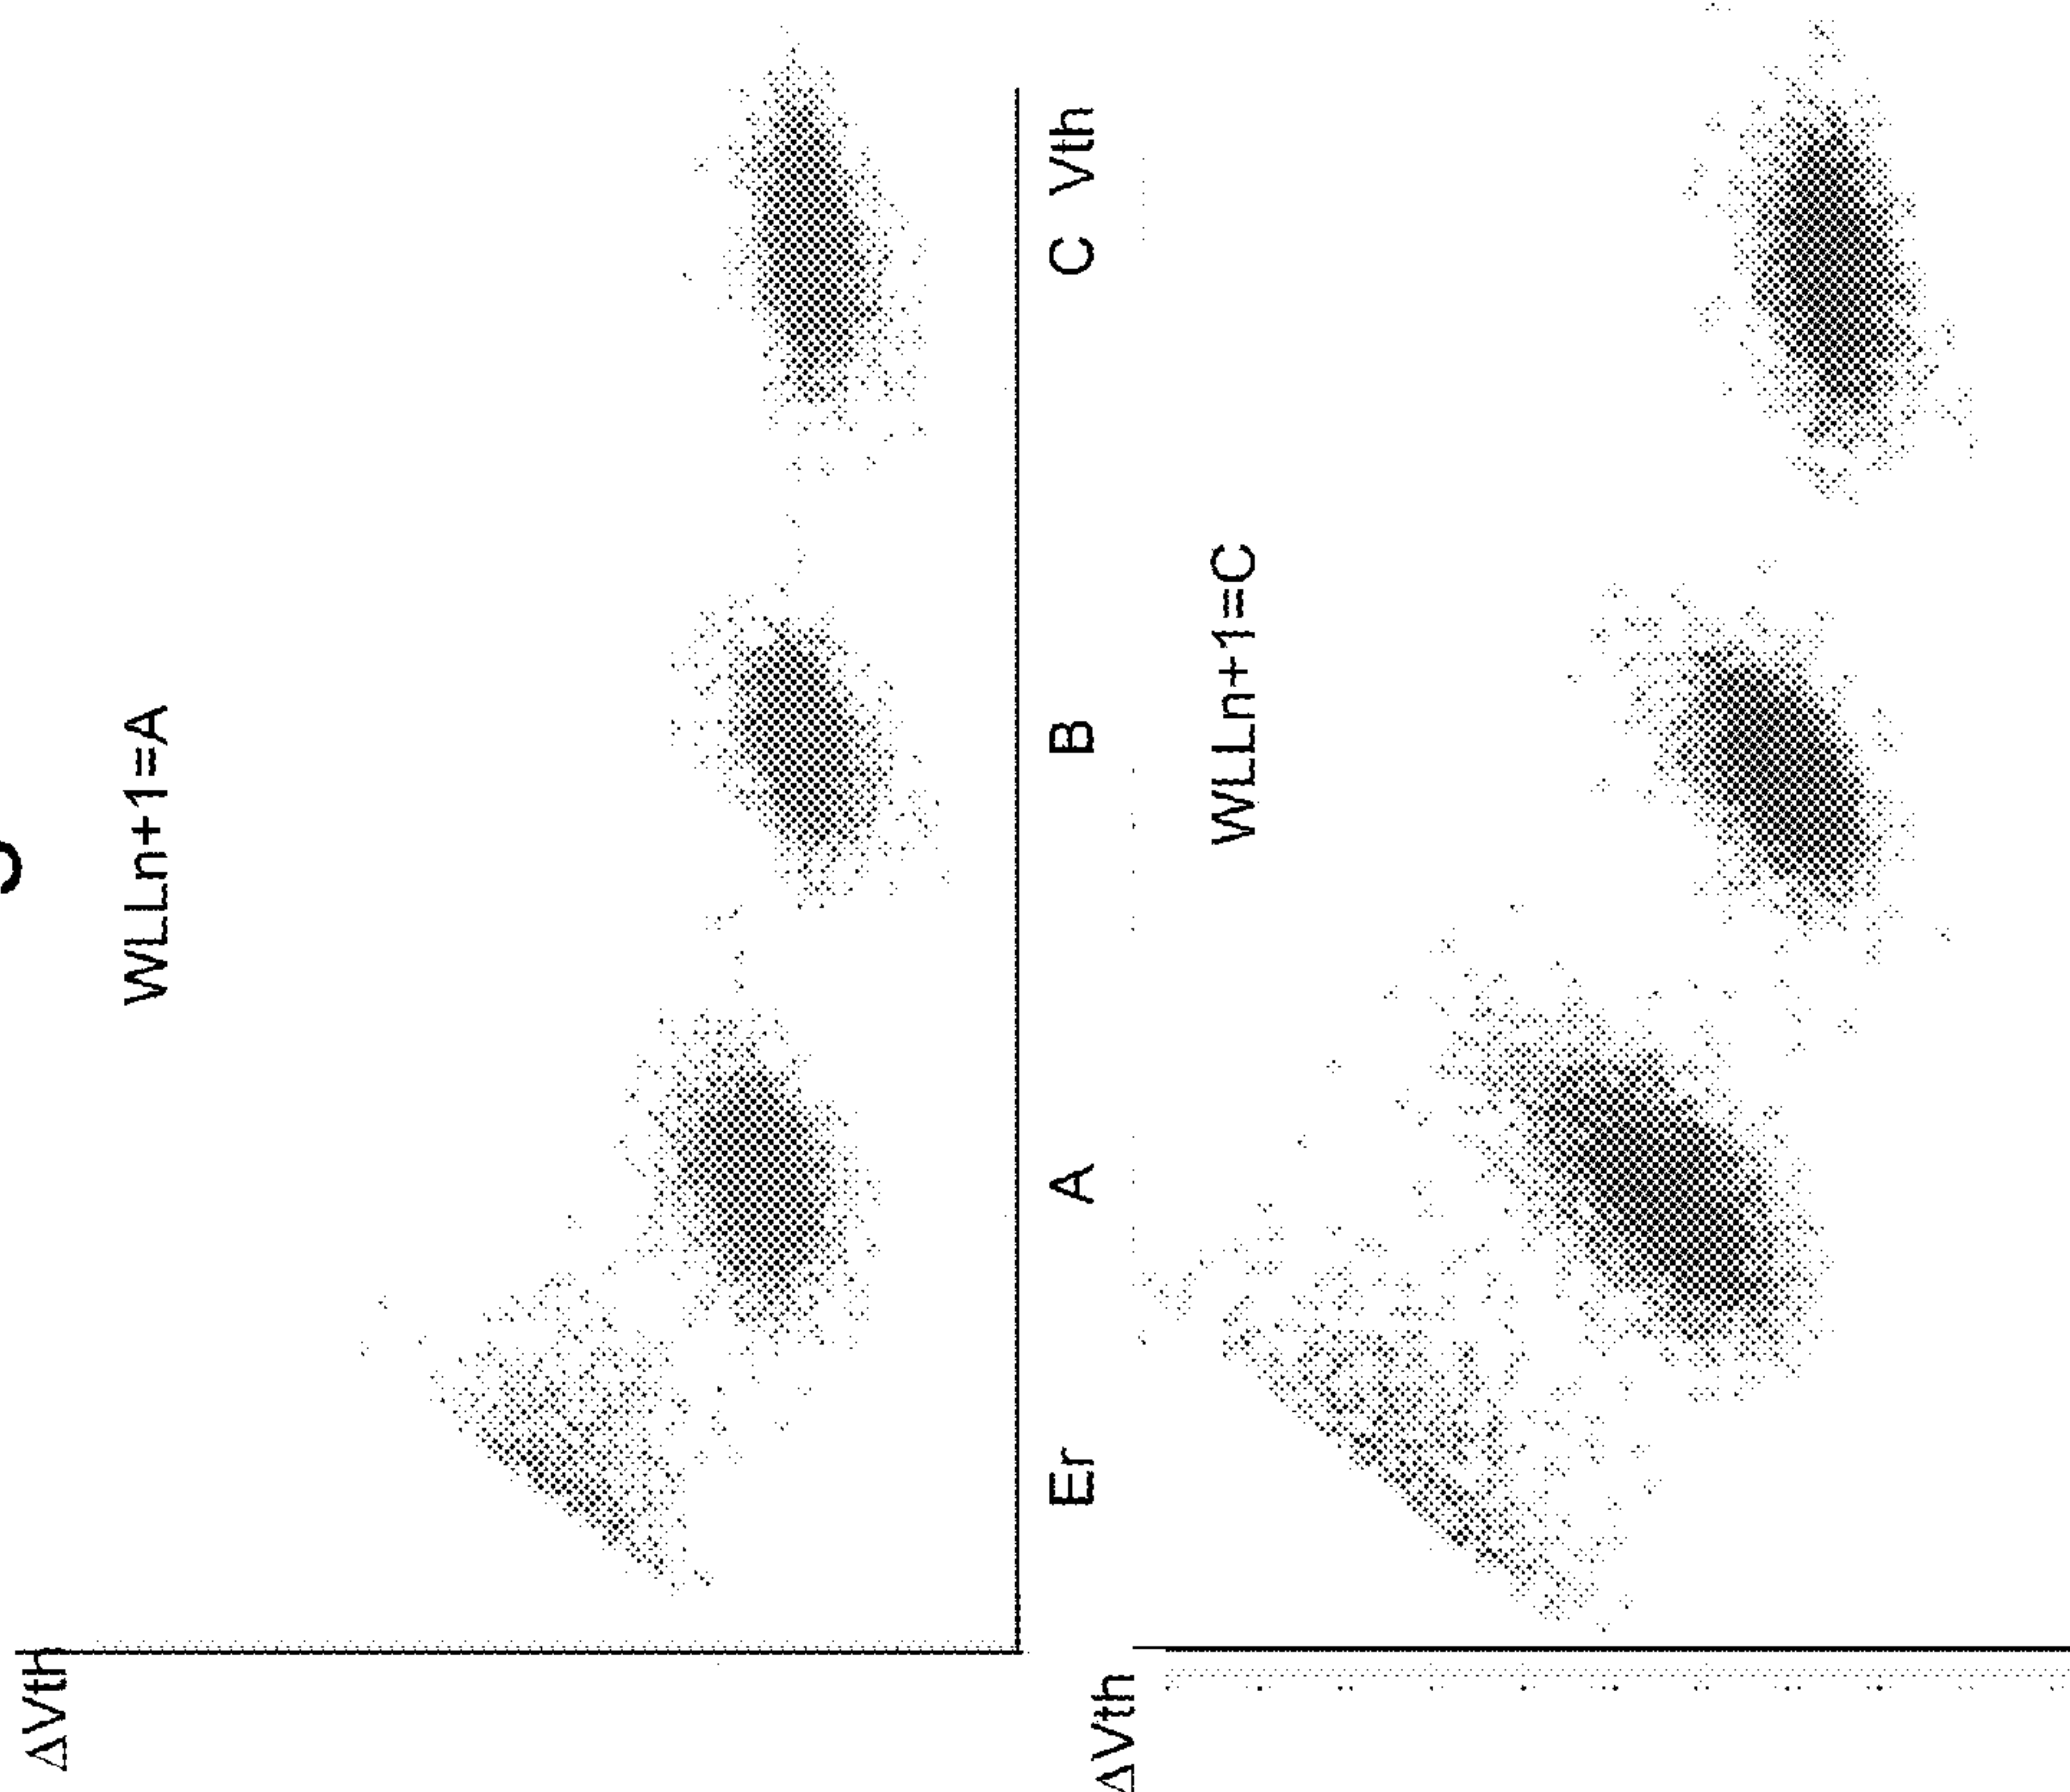 WLLn+1=A
ΔVth
Er A B C Vth
WLLn+1=C
ΔVth